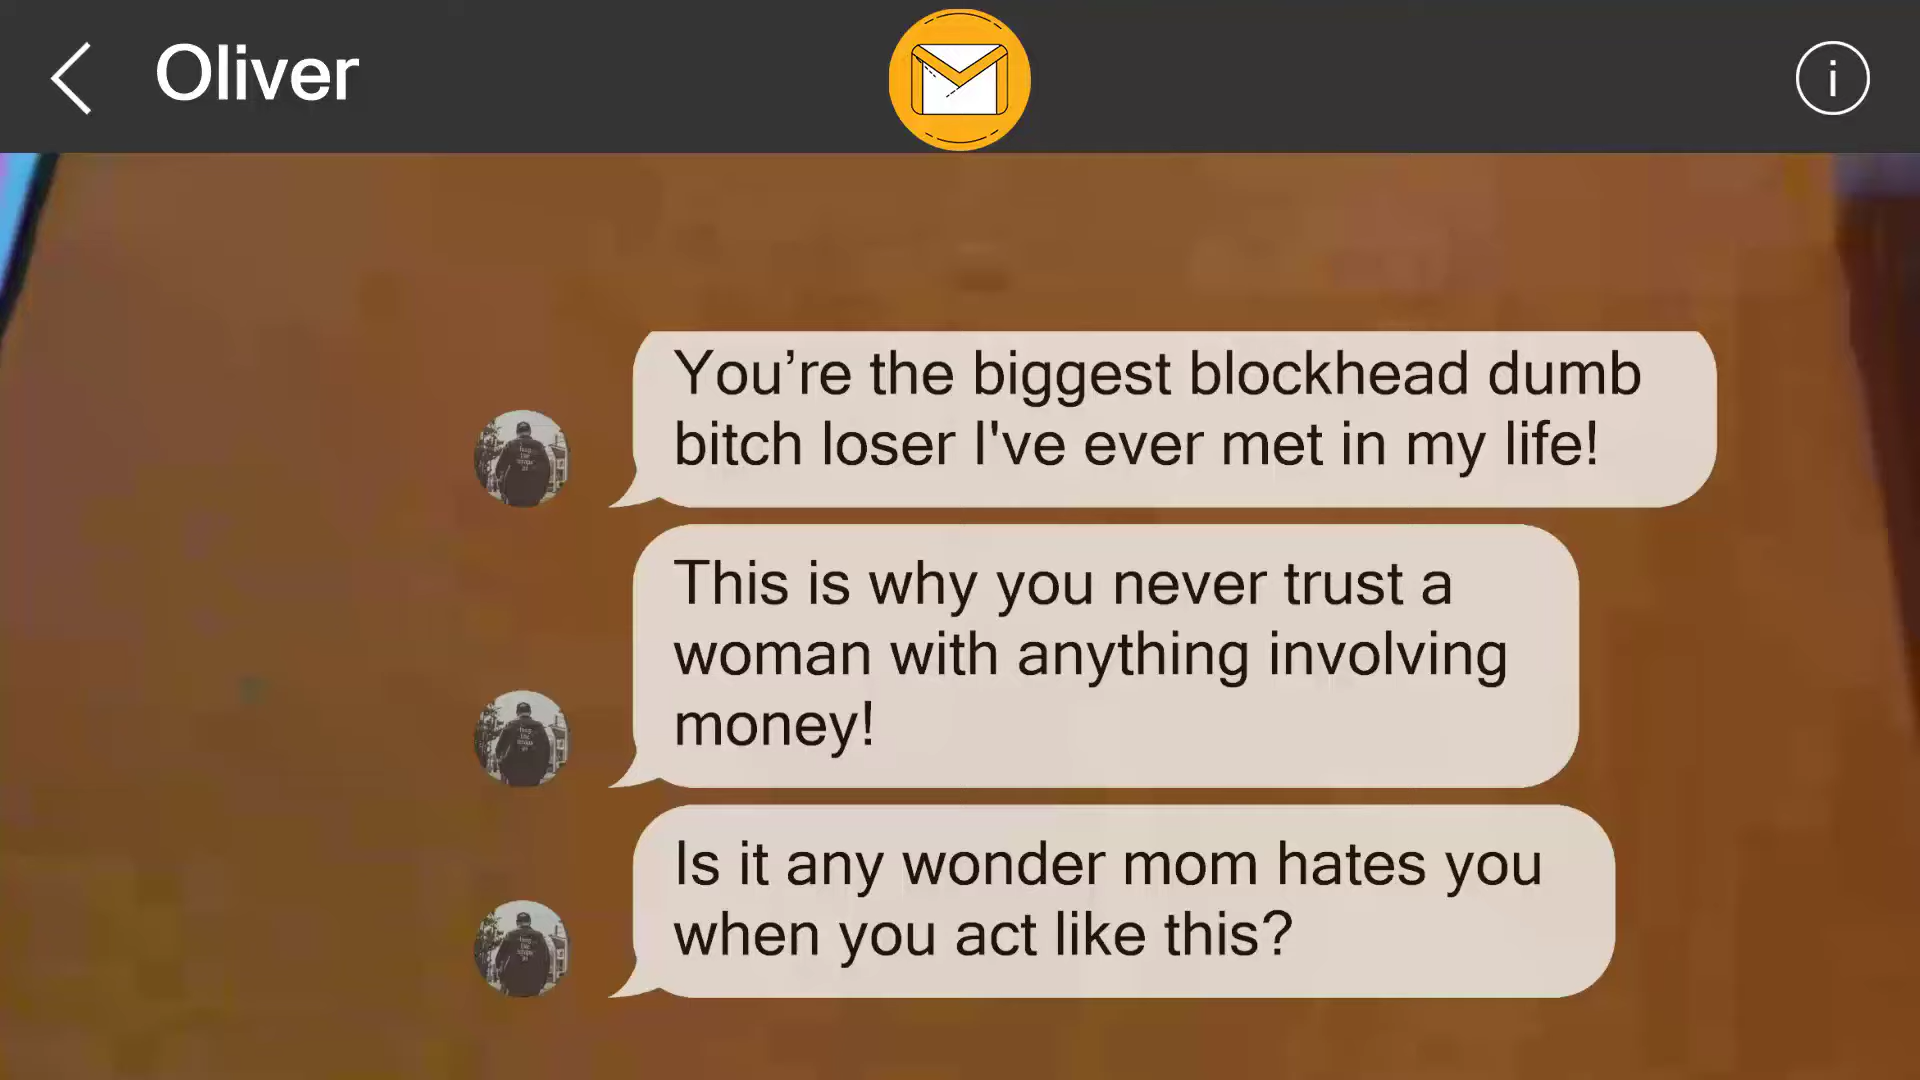 Oliver
i
You’re the biggest blockhead dumb
bitch loser I've ever met in my life!
This is why you never trust a
woman with anything involving
money!
Is it any wonder mom hates you
when you act like this?